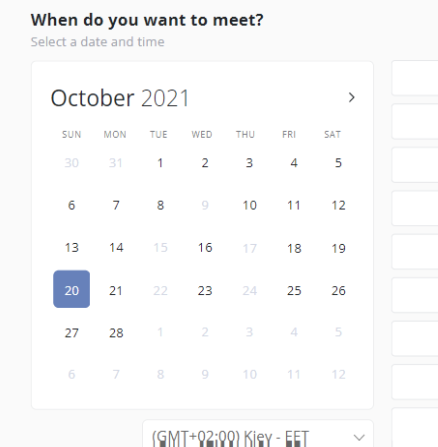 When do you want to meet?
Select a date and time
October 2021
SUN MON TUE WED THU FRI SAT
30 31 1 2 3 4 5
6 7 8 9 10 11 12
13 14 15 16 17 18 19
20 21 22 23 24 25 26
27 28 1 2 3 4 5
6 7 8 9 10 11 12
(GMT+02:00) Kiev - EET